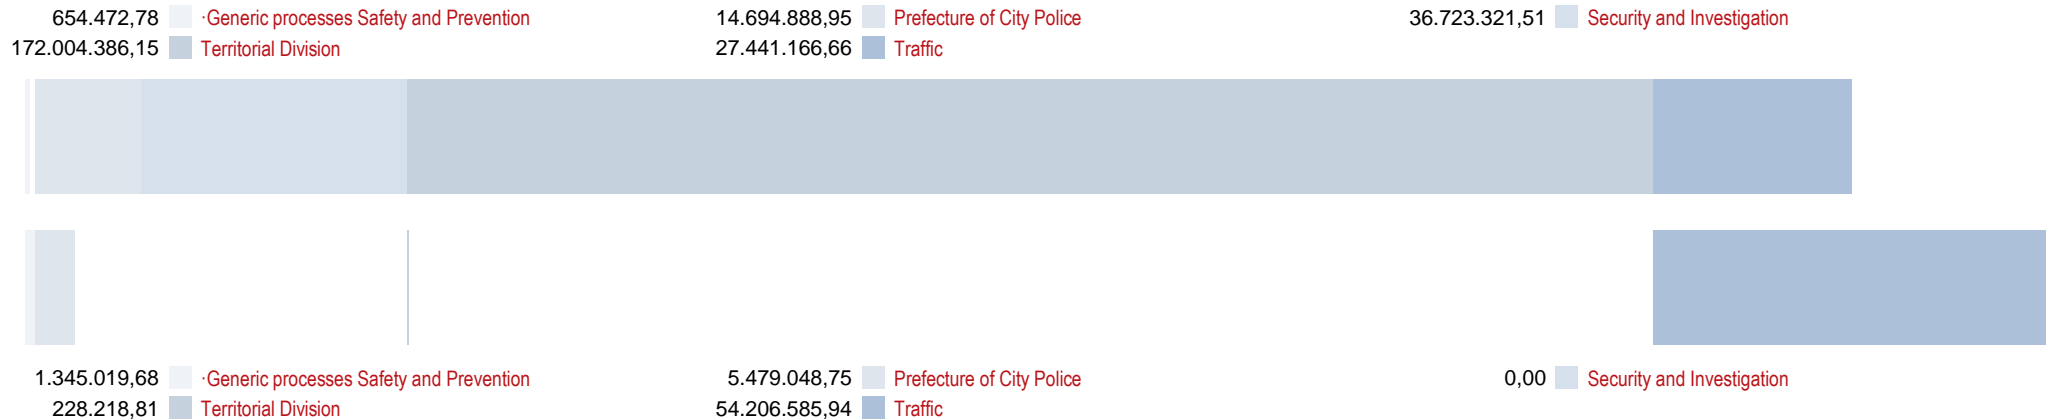 654.472,78 ·Generic processes Safety and Prevention 14.694.888,95 Prefecture of City Police 36.723.321,51 Security and Investigation
172.004.386,15 Territorial Division 27.441.166,66 Traffic
1.345.019,68 ·Generic processes Safety and Prevention 5.479.048,75 Prefecture of City Police 0,00 Security and Investigation
228.218,81 Territorial Division 54.206.585,94 Traffic